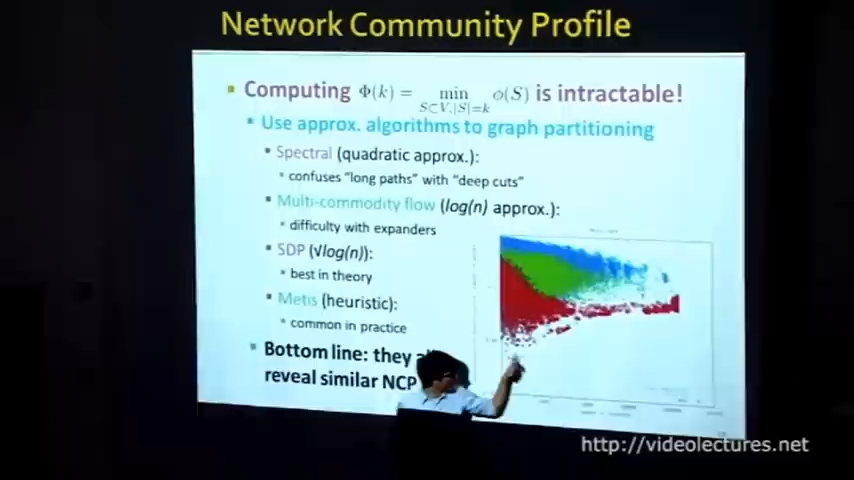 Network Community Profile
Computing Φ(k) = min S⊂V,|S|=k ϕ(S) is intractable!
Use approx. algorithms to graph partitioning
Spectral (quadratic approx.):
confuses “long paths” with “deep cuts”
Multi-commodity flow (log(n) approx.):
difficulty with expanders
SDP (√log(n)):
best in theory
Metis (heuristic):
common in practice
Bottom line: they
reveal similar NCP
http://videolectures.net